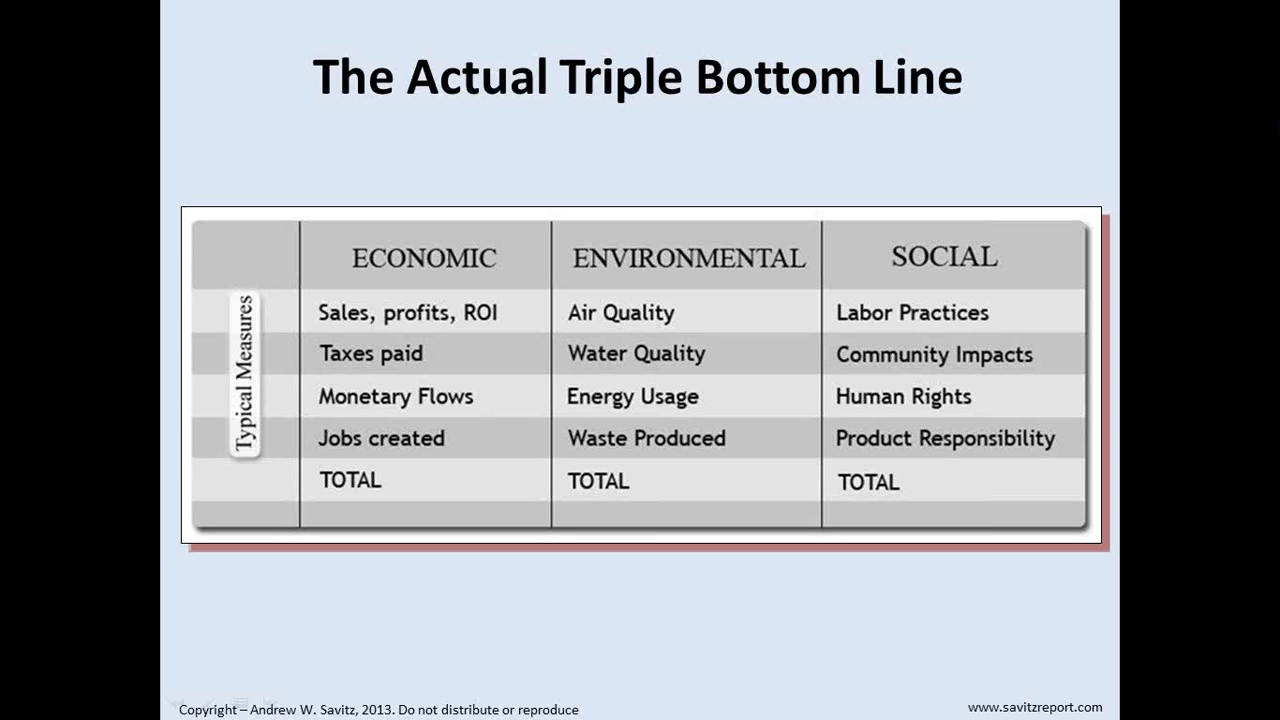 The Actual Triple Bottom Line
ECONOMIC ENVIRONMENTAL SOCIAL
Typical Measures
Sales, profits, ROI Air Quality Labor Practices
Taxes paid Water Quality Community Impacts
Monetary Flows Energy Usage Human Rights
Jobs created Waste Produced Product Responsibility
TOTAL TOTAL TOTAL
Copyright – Andrew W. Savitz, 2013. Do not distribute or reproduce
www.savitzreport.com